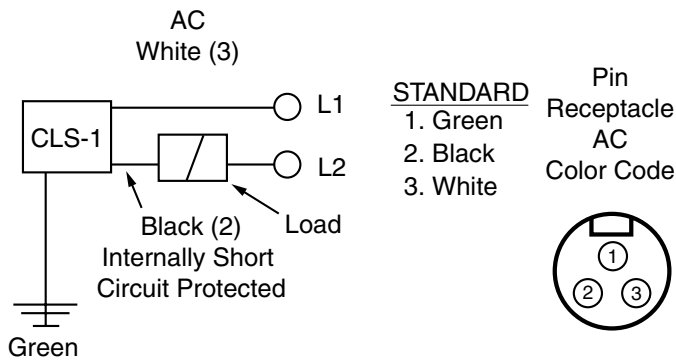 AC
White (3)
CLS-1
L1
L2
Black (2)
Internally Short
Circuit Protected
Load
Green
STANDARD
1. Green
2. Black
3. White
Pin
Receptacle
AC
Color Code
1
2
3